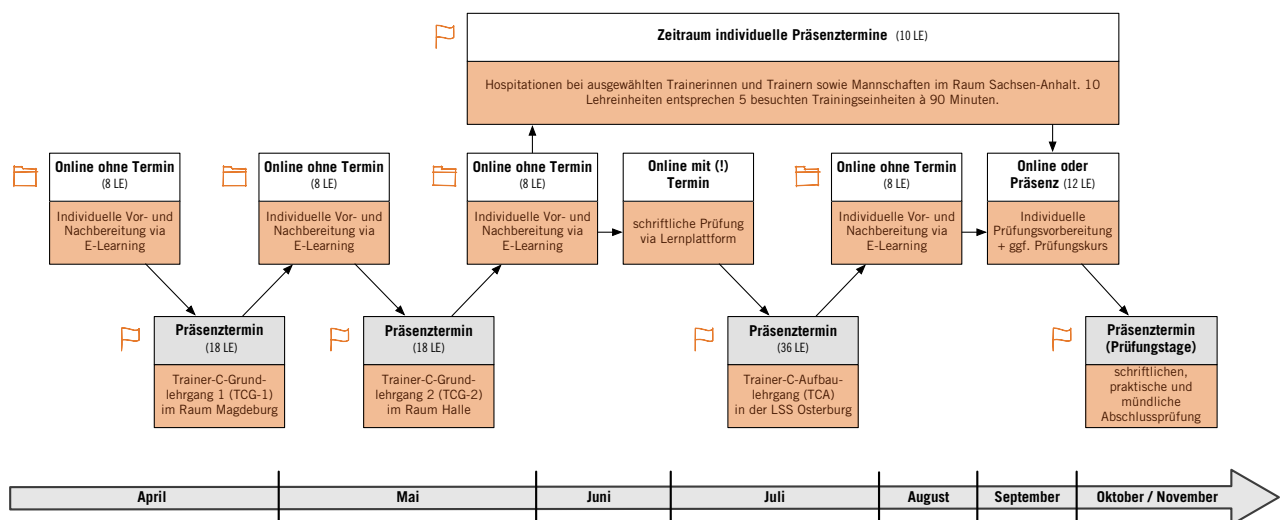 Zeitraum individuelle Präsenztermine (10 LE)
Hospitationen bei ausgewählten Trainerinnen und Trainern sowie Mannschaften im Raum Sachsen-Anhalt. 10
Lehreinheiten entsprechen 5 besuchten Trainingseinheiten à 90 Minuten.
Online ohne Termin
(8 LE)
Individuelle Vor- und
Nachbereitung via
E-Learning
Online ohne Termin
(8 LE)
Individuelle Vor- und
Nachbereitung via
E-Learning
Online ohne Termin
(8 LE)
Individuelle Vor- und
Nachbereitung via
E-Learning
Online mit (!)
Termin
schriftliche Prüfung
via Lernplattform
Online ohne Termin
(8 LE)
Individuelle Vor- und
Nachbereitung via
E-Learning
Online oder
Präsenz (12 LE)
Individuelle
Prüfungsvorbereitung
+ ggf. Prüfungskurs
Präsenztermin
(18 LE)
Trainer-C-Grund-
lehrgang 1 (TCG-1)
im Raum Magdeburg
Präsenztermin
(18 LE)
Trainer-C-Grund-
lehrgang 2 (TCG-2)
im Raum Halle
Präsenztermin
(36 LE)
Trainer-C-Aufbau-
lehrgang (TCA)
in der LSS Osterburg
Präsenztermin
(Prüfungstage)
schriftlichen,
praktische und
mündliche
Abschlussprüfung
April
Mai
Juni
Juli
August
September
Oktober / November